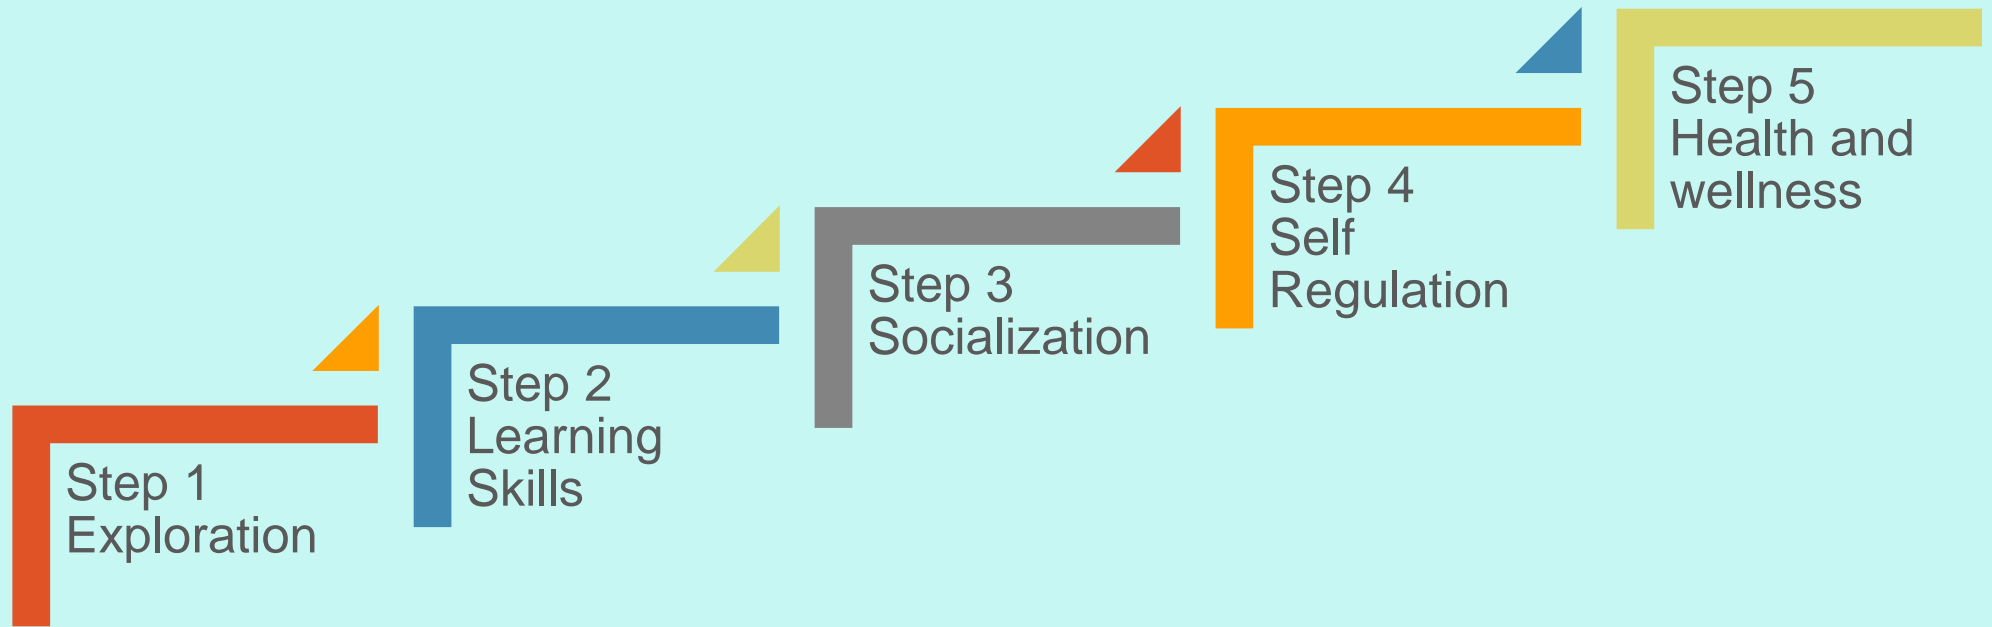 Step 1
Exploration
Step 2
Learning
Skills
Step 3
Socialization
Step 4
Self
Regulation
Step 5
Health and
wellness